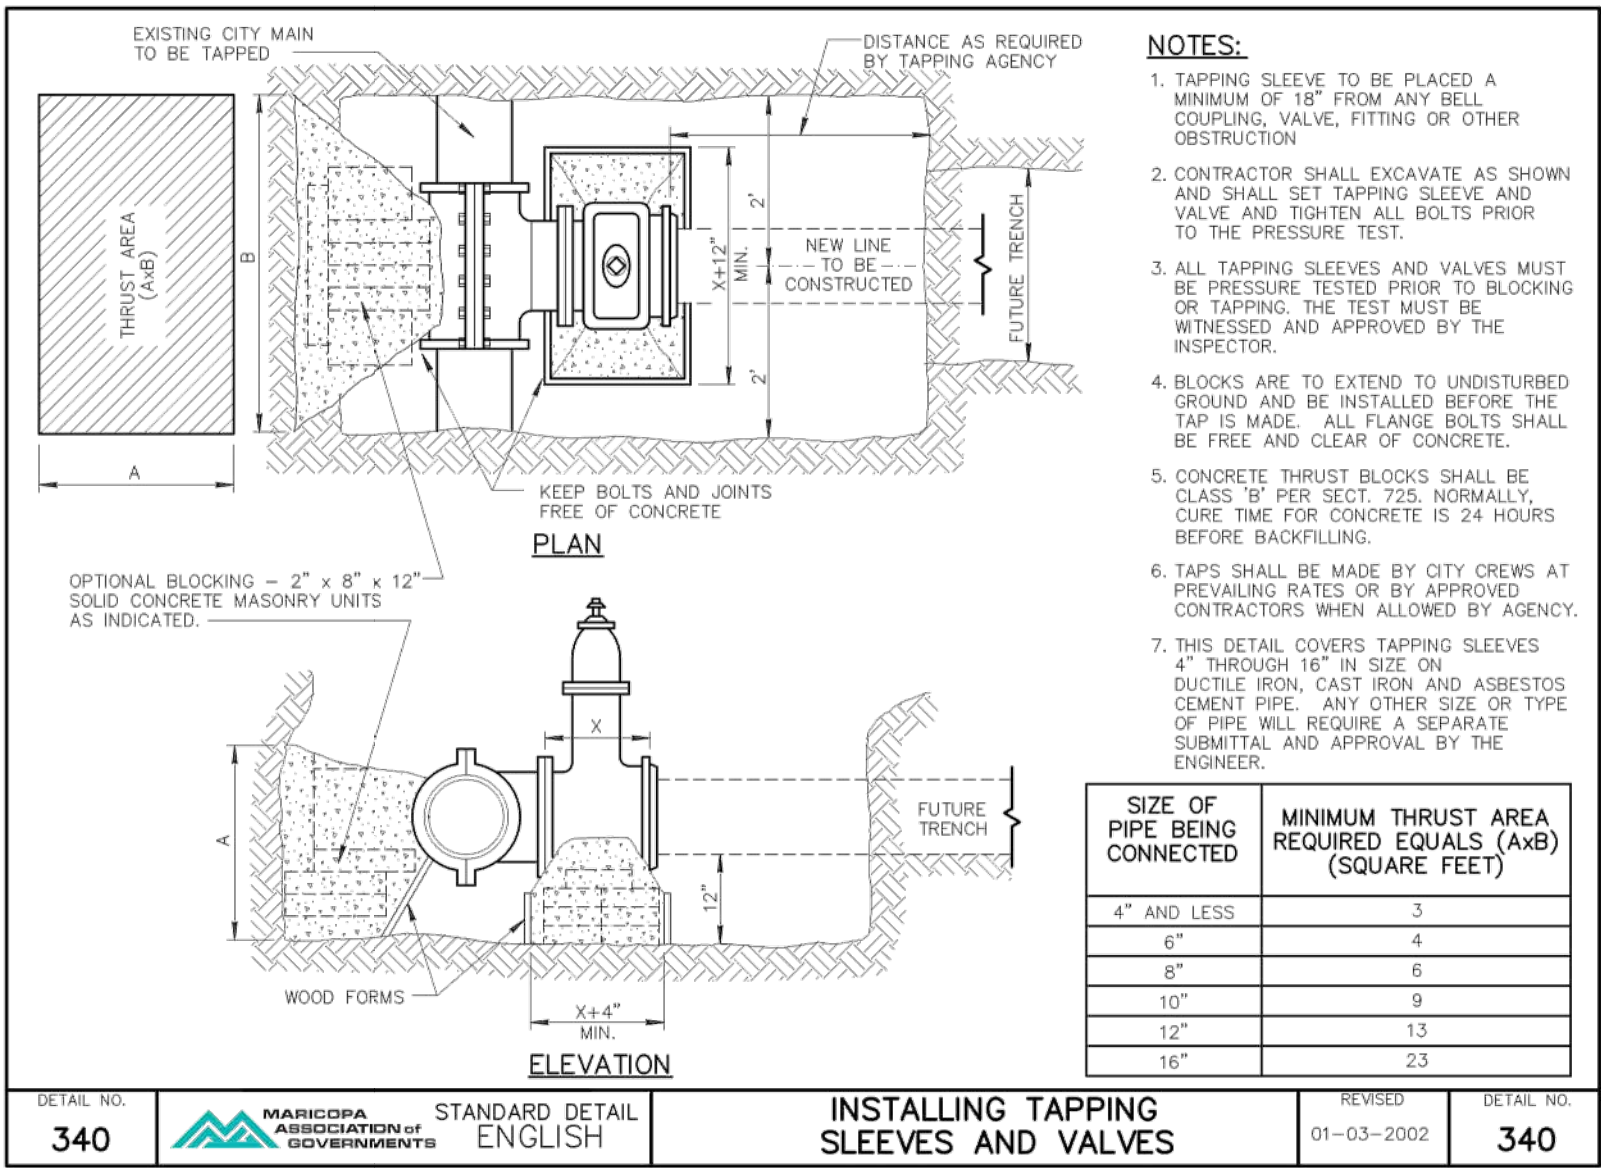 EXISTING CITY MAIN
TO BE TAPPED
DISTANCE AS REQUIRED
BY TAPPING AGENCY
THRUST AREA
(AxB)
B
A
2'
2'
X+12"
MIN.
NEW LINE
TO BE
CONSTRUCTED
FUTURE TRENCH
KEEP BOLTS AND JOINTS
FREE OF CONCRETE
PLAN
OPTIONAL BLOCKING – 2" x 8" x 12"
SOLID CONCRETE MASONRY UNITS
AS INDICATED.
X
A
FUTURE
TRENCH
12"
WOOD FORMS
X+4"
MIN.
ELEVATION
NOTES:
1. TAPPING SLEEVE TO BE PLACED A
MINIMUM OF 18" FROM ANY BELL
COUPLING, VALVE, FITTING OR OTHER
OBSTRUCTION
2. CONTRACTOR SHALL EXCAVATE AS SHOWN
AND SHALL SET TAPPING SLEEVE AND
VALVE AND TIGHTEN ALL BOLTS PRIOR
TO THE PRESSURE TEST.
3. ALL TAPPING SLEEVES AND VALVES MUST
BE PRESSURE TESTED PRIOR TO BLOCKING
OR TAPPING. THE TEST MUST BE
WITNESSED AND APPROVED BY THE
INSPECTOR.
4. BLOCKS ARE TO EXTEND TO UNDISTURBED
GROUND AND BE INSTALLED BEFORE THE
TAP IS MADE. ALL FLANGE BOLTS SHALL
BE FREE AND CLEAR OF CONCRETE.
5. CONCRETE THRUST BLOCKS SHALL BE
CLASS 'B' PER SECT. 725. NORMALLY,
CURE TIME FOR CONCRETE IS 24 HOURS
BEFORE BACKFILLING.
6. TAPS SHALL BE MADE BY CITY CREWS AT
PREVAILING RATES OR BY APPROVED
CONTRACTORS WHEN ALLOWED BY AGENCY.
7. THIS DETAIL COVERS TAPPING SLEEVES
4" THROUGH 16" IN SIZE ON
DUCTILE IRON, CAST IRON AND ASBESTOS
CEMENT PIPE. ANY OTHER SIZE OR TYPE
OF PIPE WILL REQUIRE A SEPARATE
SUBMITTAL AND APPROVAL BY THE
ENGINEER.
SIZE OF
PIPE BEING
CONNECTED
MINIMUM THRUST AREA
REQUIRED EQUALS (AxB)
(SQUARE FEET)
4" AND LESS 3
6" 4
8" 6
10" 9
12" 13
16" 23
DETAIL NO.
340
MARICOPA
ASSOCIATION of
GOVERNMENTS
STANDARD DETAIL
ENGLISH
INSTALLING TAPPING
SLEEVES AND VALVES
REVISED
01–03–2002
DETAIL NO.
340